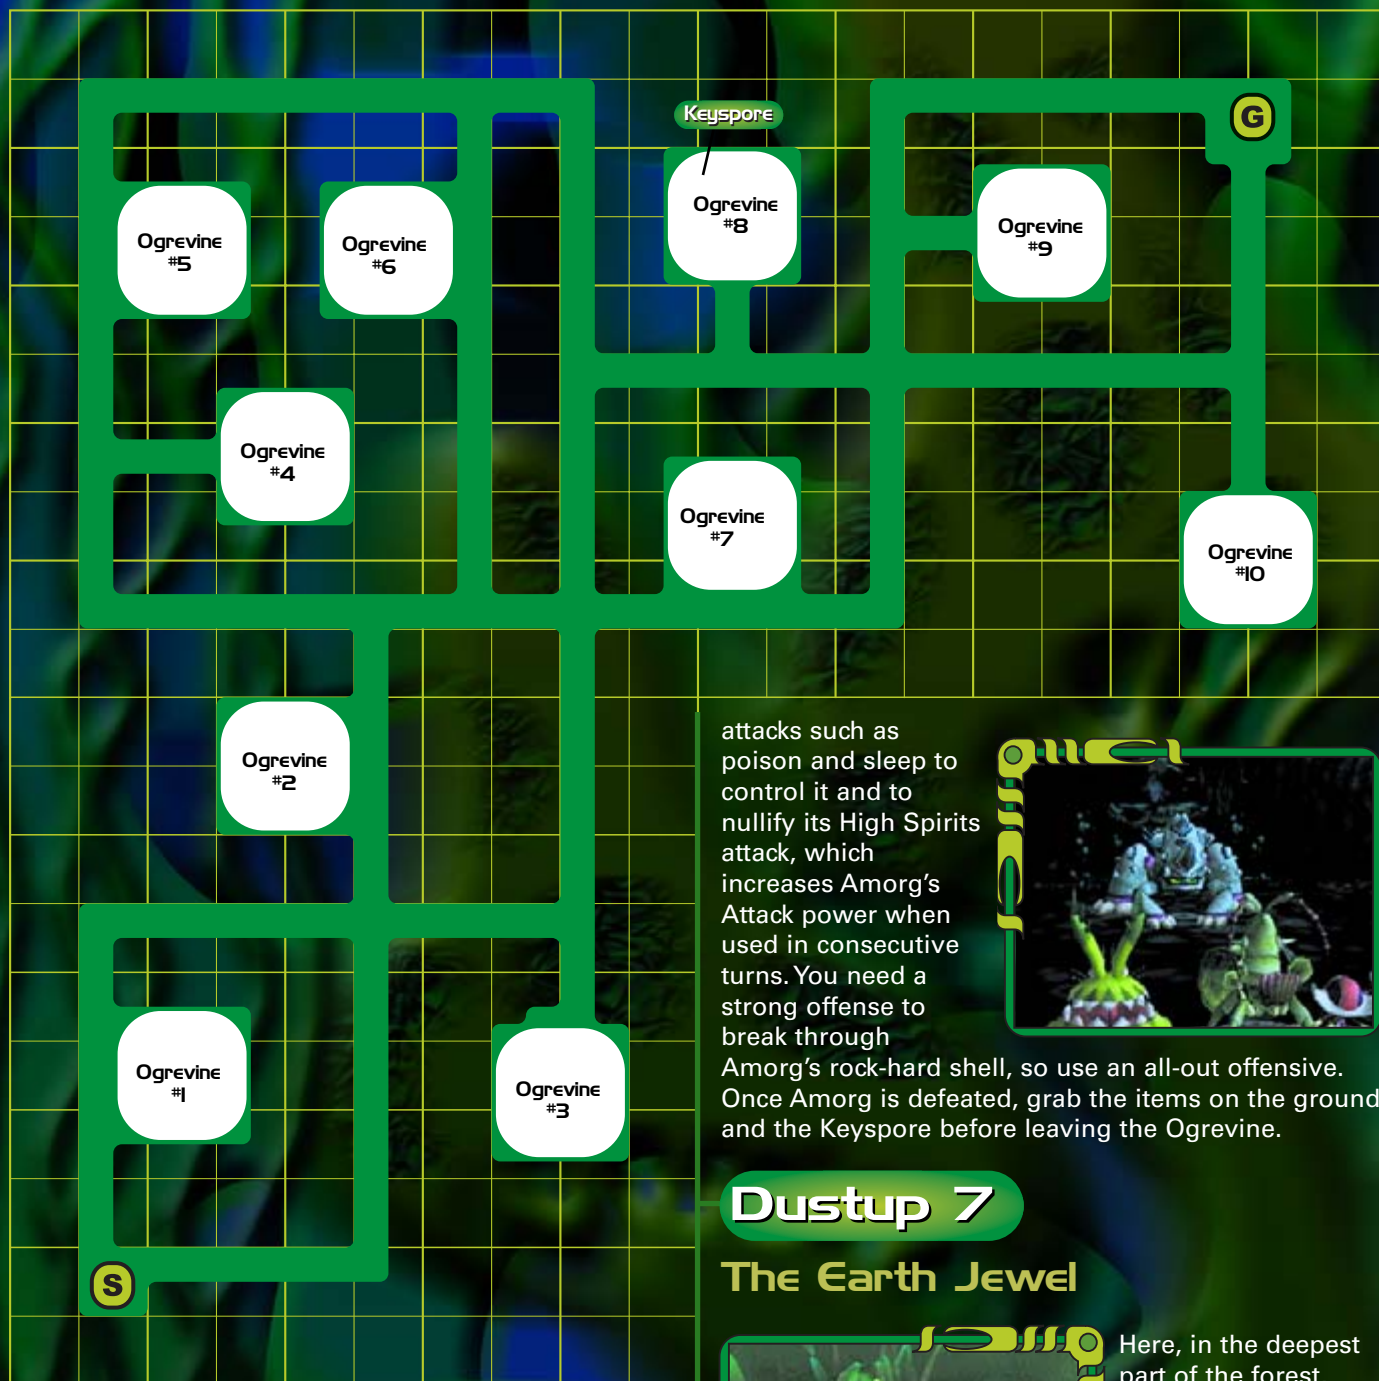 Keyspore
G
Ogrevine
#8
Ogrevine
#9
Ogrevine
#5
Ogrevine
#6
Ogrevine
#4
Ogrevine
#7
Ogrevine
#10
Ogrevine
#2
Ogrevine
#1
Ogrevine
#3
S
attacks such as
poison and sleep to
control it and to
nullify its High Spirits
attack, which
increases Amorg's
Attack power when
used in consecutive
turns. You need a
strong offense to
break through
Amorg's rock-hard shell, so use an all-out offensive.
Once Amorg is defeated, grab the items on the ground
and the Keyspore before leaving the Ogrevine.
Dustup 7
The Earth Jewel
Here, in the deepest
part of the forest